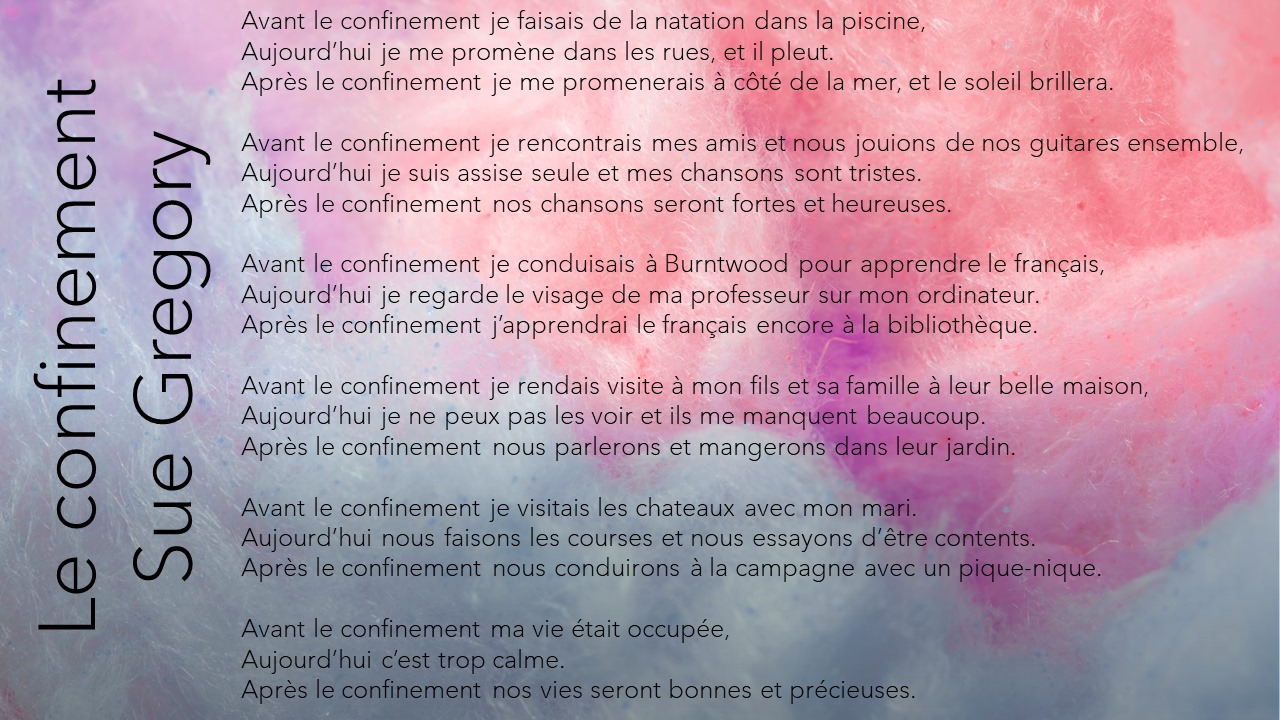 Le confinement
Sue Gregory
Avant le confinement je faisais de la natation dans la piscine,
Aujourd’hui je me promène dans les rues, et il pleut.
Après le confinement je me promenerais à côté de la mer, et le soleil brillera.
Avant le confinement je rencontrais mes amis et nous jouions de nos guitares ensemble,
Aujourd’hui je suis assise seule et mes chansons sont tristes.
Après le confinement nos chansons seront fortes et heureuses.
Avant le confinement je conduisais à Burntwood pour apprendre le français,
Aujourd’hui je regarde le visage de ma professeur sur mon ordinateur.
Après le confinement j’apprendrai le français encore à la bibliothèque.
Avant le confinement je rendais visite à mon fils et sa famille à leur belle maison,
Aujourd’hui je ne peux pas les voir et ils me manquent beaucoup.
Après le confinement nous parlerons et mangerons dans leur jardin.
Avant le confinement je visitais les chateaux avec mon mari.
Aujourd’hui nous faisons les courses et nous essayons d’être contents.
Après le confinement nous conduirons à la campagne avec un pique-nique.
Avant le confinement ma vie était occupée,
Aujourd’hui c’est trop calme.
Après le confinement nos vies seront bonnes et précieuses.